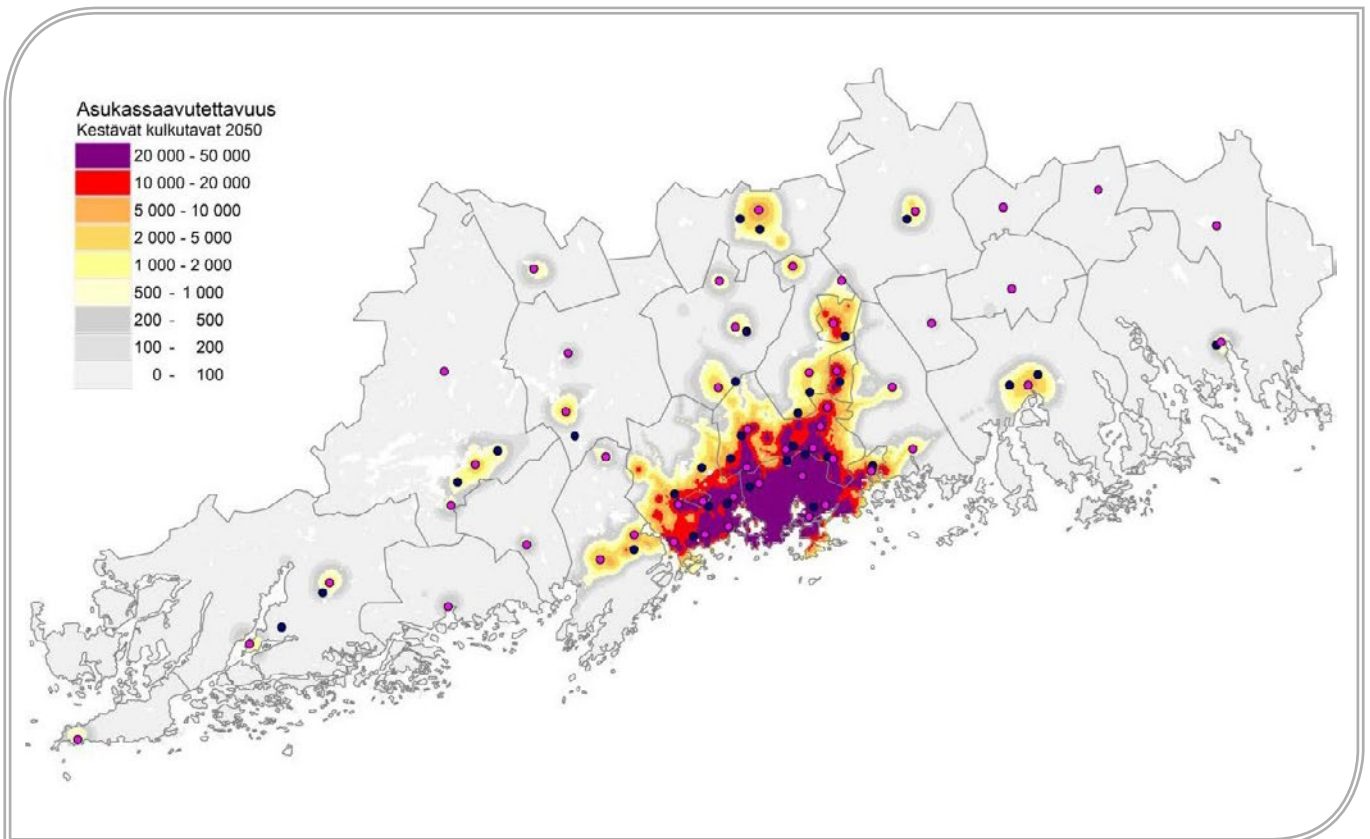 Asukassaavutettavuus
Kestävät kulkutavat 2050
20 000 - 50 000
10 000 - 20 000
5 000 - 10 000
2 000 - 5 000
1 000 - 2 000
500 - 1 000
200 - 500
100 - 200
0 - 100